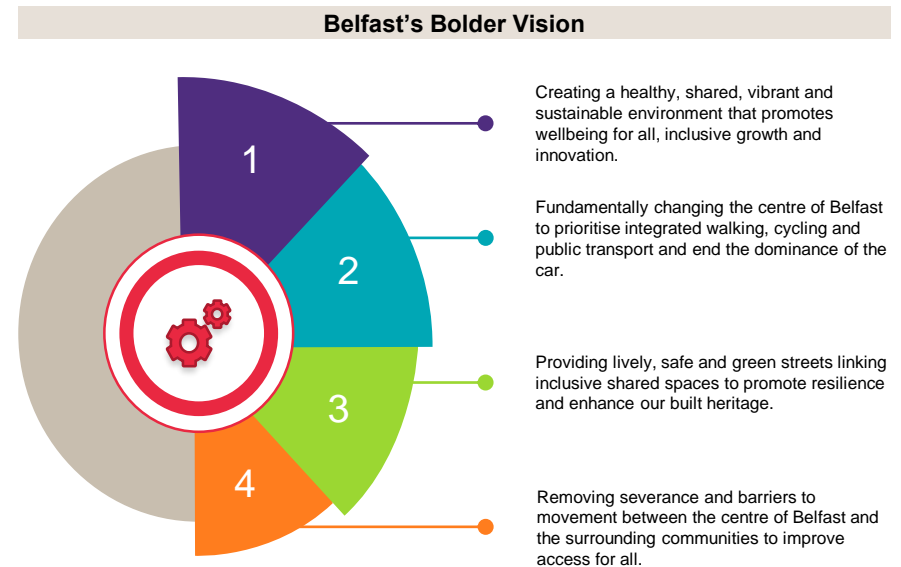 Belfast’s Bolder Vision
1
Creating a healthy, shared, vibrant and
sustainable environment that promotes
wellbeing for all, inclusive growth and
innovation.
2
Fundamentally changing the centre of Belfast
to prioritise integrated walking, cycling and
public transport and end the dominance of the
car.
3
Providing lively, safe and green streets linking
inclusive shared spaces to promote resilience
and enhance our built heritage.
4
Removing severance and barriers to
movement between the centre of Belfast and
the surrounding communities to improve
access for all.